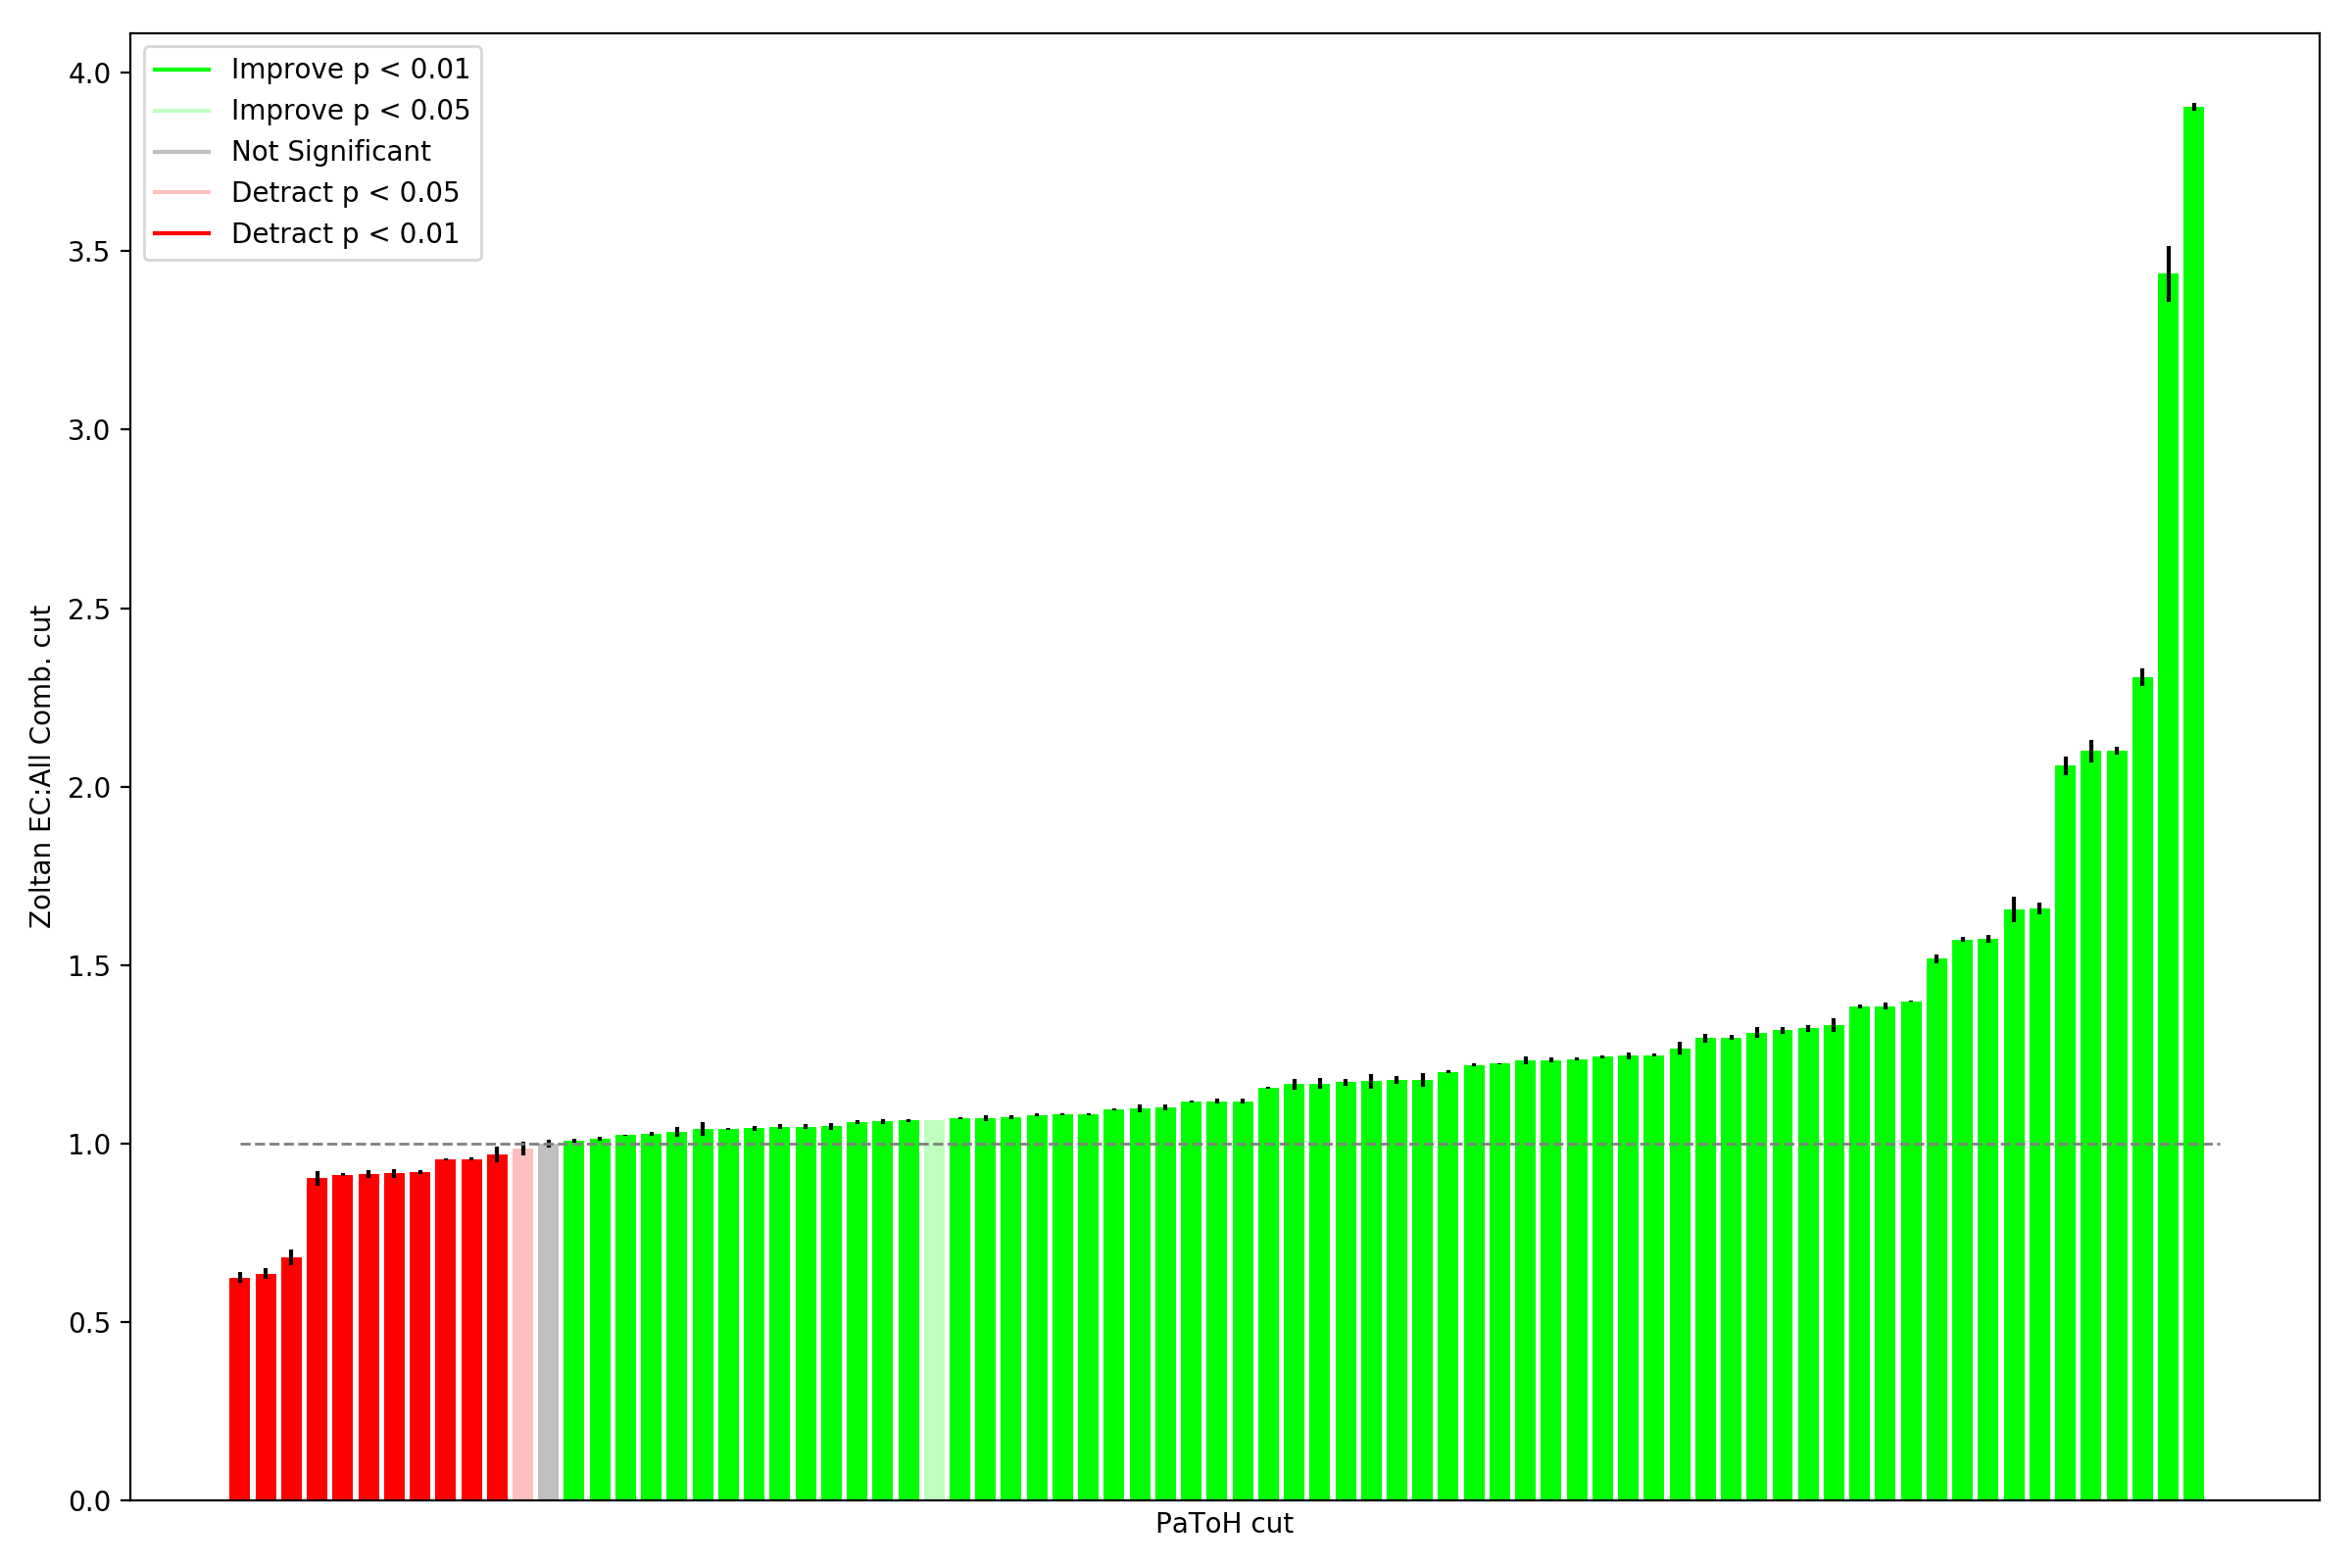 Improve p < 0.01
Improve p < 0.05
Not Significant
Detract p < 0.05
Detract p < 0.01
4.0
3.5
3.0
2.5
2.0
1.5
1.0
0.5
0.0
Zoltan EC:All Comb. cut
PaToH cut